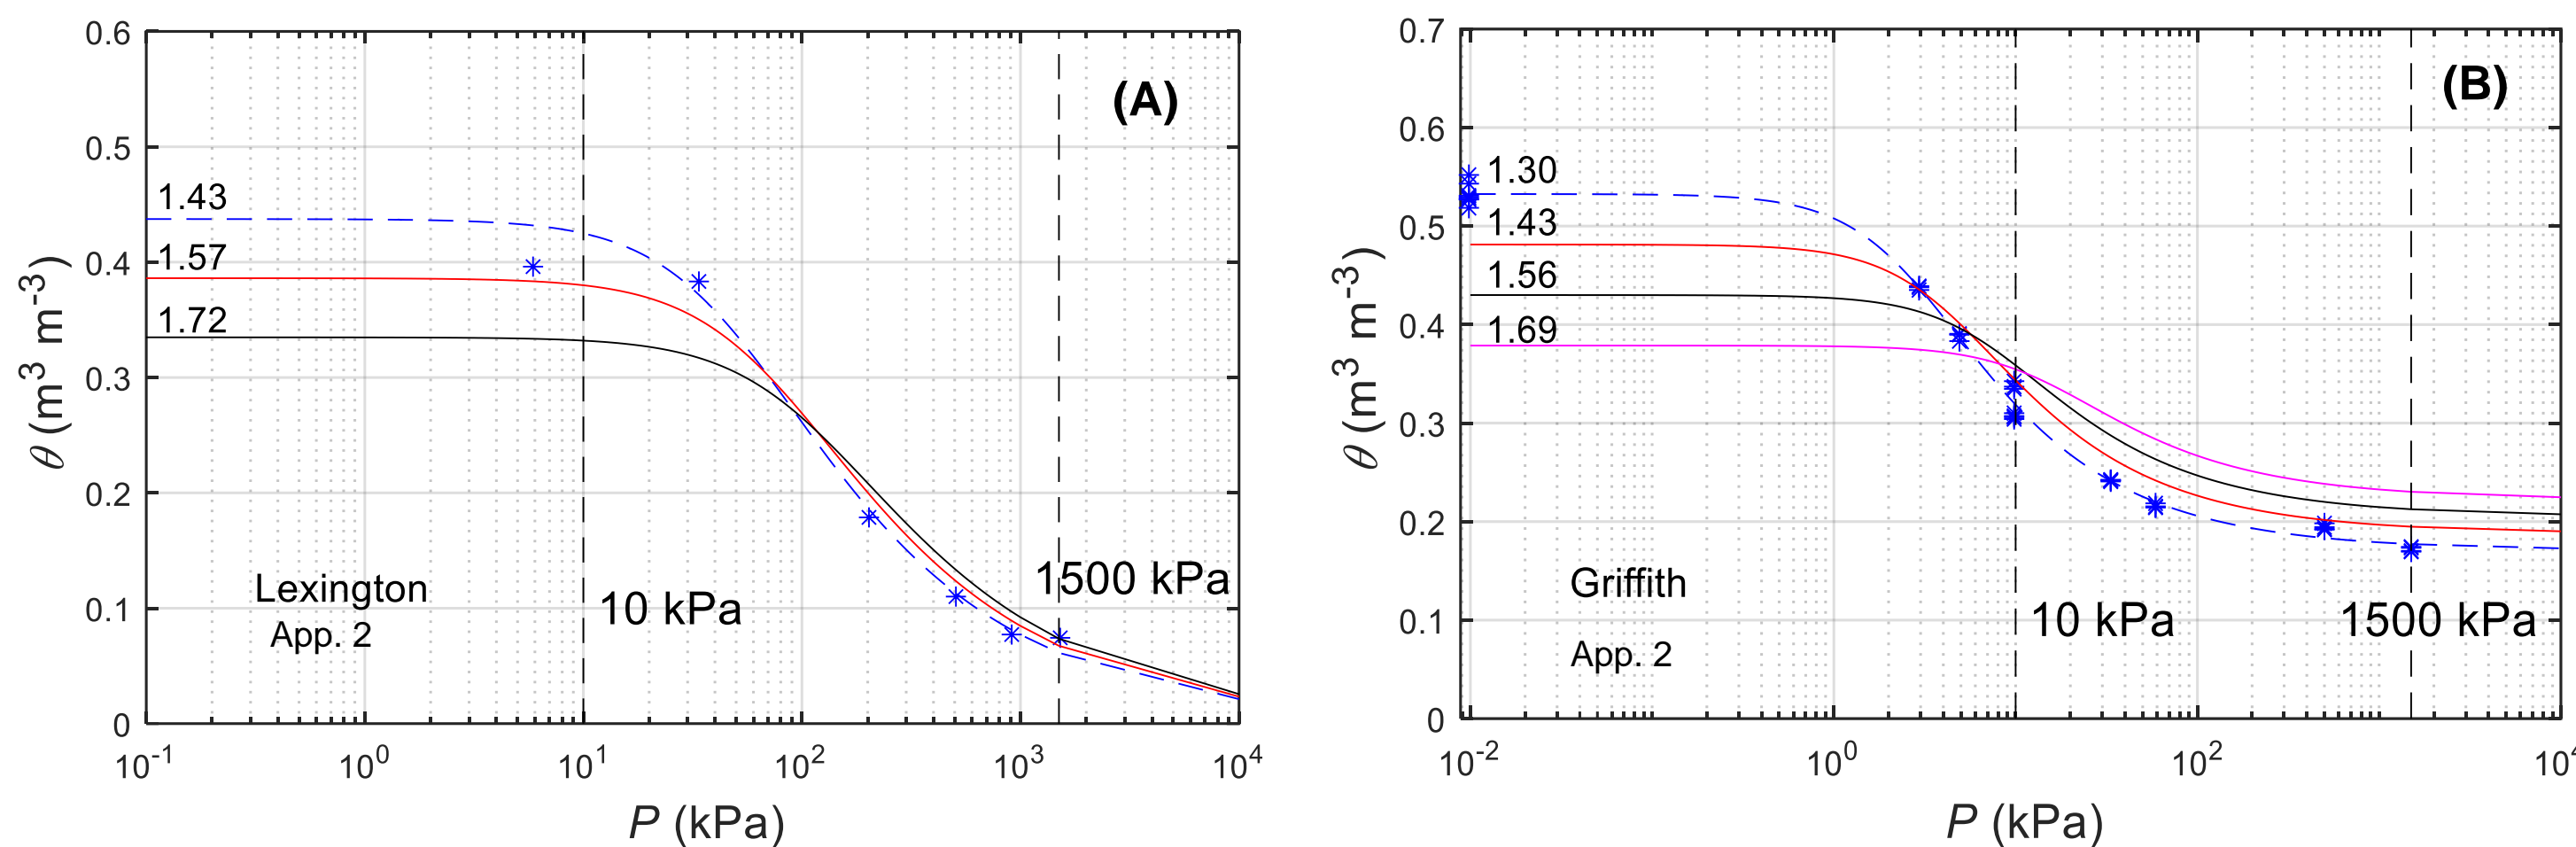 (A)
0.6
0.5
0.4
0.3
0.2
0.1
0
θ (m³ m⁻³)
1.43
1.57
1.72
Lexington
App. 2
10 kPa
1500 kPa
10⁻¹ 10⁰ 10¹ 10² 10³ 10⁴
P (kPa)
(B)
0.7
0.6
0.5
0.4
0.3
0.2
0.1
0
θ (m³ m⁻³)
1.30
1.43
1.56
1.69
Griffith
App. 2
10 kPa
1500 kPa
10⁻² 10⁰ 10² 10⁴
P (kPa)